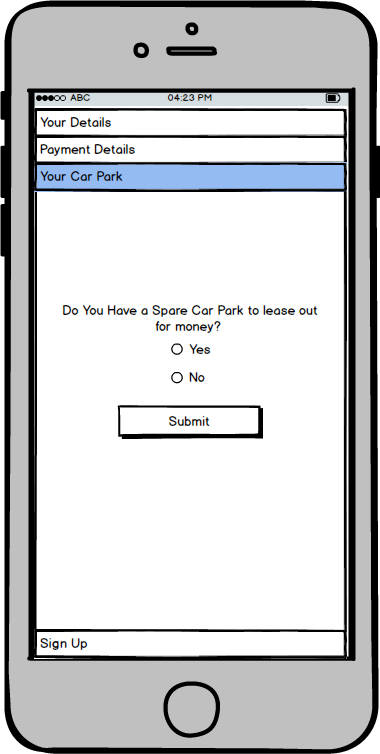 ABC 04:23 PM
Your Details
Payment Details
Your Car Park
Do You Have a Spare Car Park to lease out
for money?
Yes
No
Submit
Sign Up